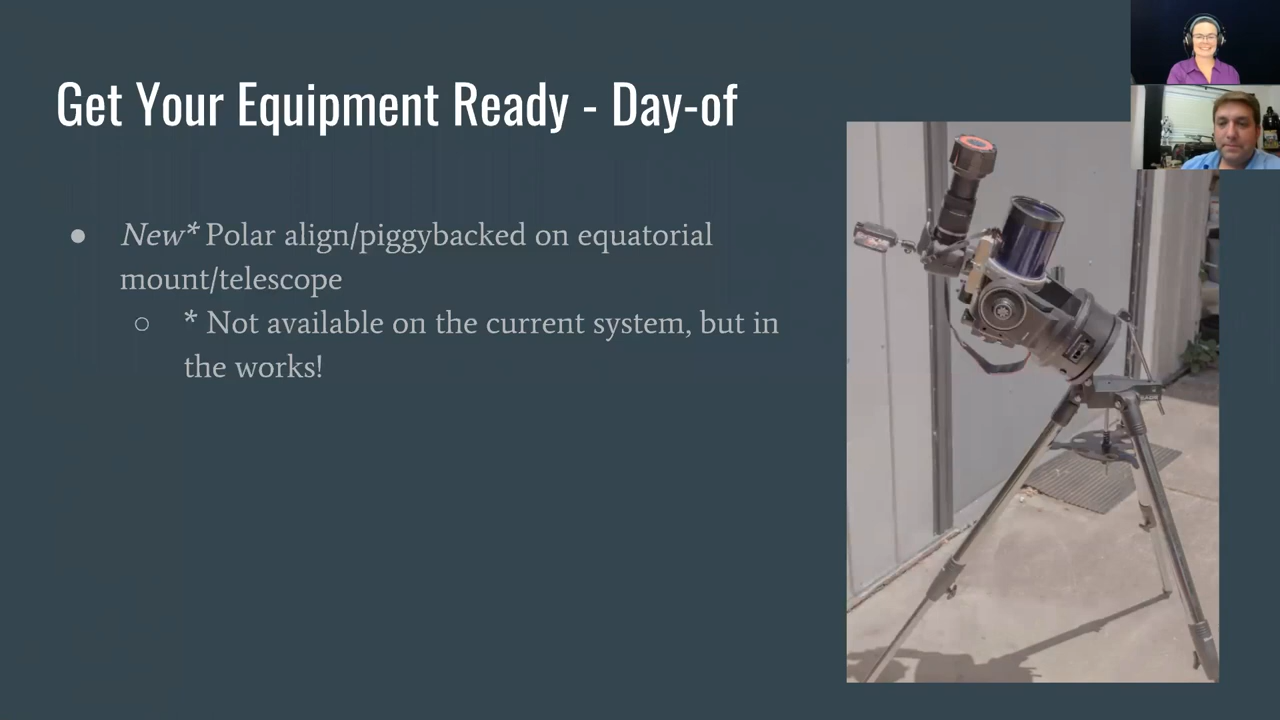 Get Your Equipment Ready - Day-of
● New* Polar align/piggybacked on equatorial
mount/telescope
○ * Not available on the current system, but in
the works!